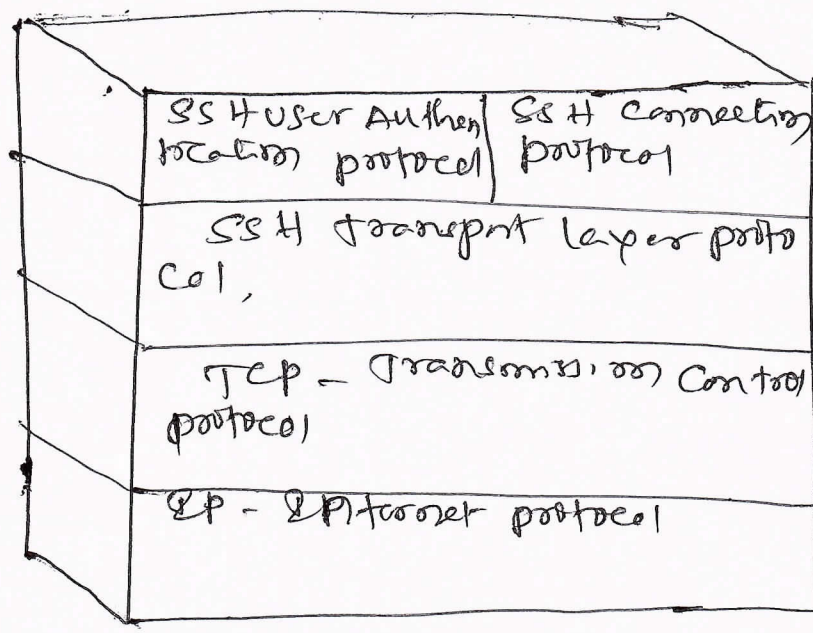 SSH User Authen
tication protocol
SSH Connection
protocol
SSH Transport layer proto
col,
TCP - Transmission Control
protocol
IP - Internet protocol